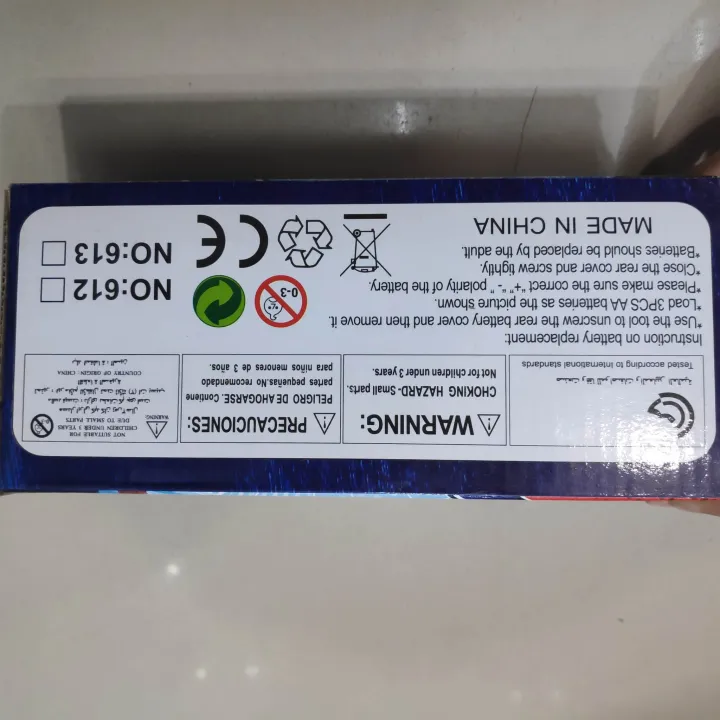 Testes according to international standards
WARNING:
CHOKING HAZARD-Small parts.
Not for children under 3 years.
PRECAUCIONES:
PELIGRO DE AHOGARSE. Contiene
partes pequeñas.No recomendado
para niños menores de 3 años.
WARNING:
NOT SUITABLE FOR
CHILDREN UNDER 3 YEARS
DUE TO SMALL PARTS
COUNTRY OF ORIGIN: CHINA
بلد المنشأ : الصين
Instruction on battery replacement:
*Use the tool to unscrew the rear battery cover and then remove it.
*Load 3PCS AA batteries as the picture shown.
*Please make sure the correct "+" "-" polarity of the battery.
*Close the rear cover and screw tightly.
*Batteries should be replaced by the adult.
MADE IN CHINA
0-3
CE
NO:612
NO:613